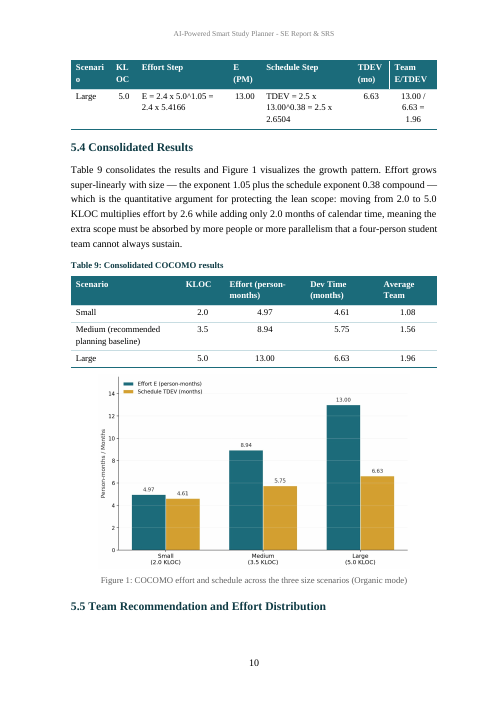 AI-Powered Smart Study Planner - SE Report & SRS
Scenari
o
KL
OC
Effort Step
E
(PM)
Schedule Step
TDEV
(mo)
Team
E/TDEV
Large
5.0
E = 2.4 x 5.0^1.05 =
2.4 x 5.4166
13.00
TDEV = 2.5 x
13.00^0.38 = 2.5 x
2.6504
6.63
13.00 /
6.63 =
1.96
5.4 Consolidated Results
Table 9 consolidates the results and Figure 1 visualizes the growth pattern. Effort grows
super-linearly with size — the exponent 1.05 plus the schedule exponent 0.38 compound —
which is the quantitative argument for protecting the lean scope: moving from 2.0 to 5.0
KLOC multiplies effort by 2.6 while adding only 2.0 months of calendar time, meaning the
extra scope must be absorbed by more people or more parallelism that a four-person student
team cannot always sustain.
Table 9: Consolidated COCOMO results
Scenario
KLOC
Effort (person-
months)
Dev Time
(months)
Average
Team
Small
2.0
4.97
4.61
1.08
Medium (recommended
planning baseline)
3.5
8.94
5.75
1.56
Large
5.0
13.00
6.63
1.96
Effort E (person-months)
Schedule TDEV (months)
Person-months / Months
14
12
10
8
6
4
2
0
4.97
4.61
8.94
5.75
13.00
6.63
Small
(2.0 KLOC)
Medium
(3.5 KLOC)
Large
(5.0 KLOC)
Figure 1: COCOMO effort and schedule across the three size scenarios (Organic mode)
5.5 Team Recommendation and Effort Distribution
10